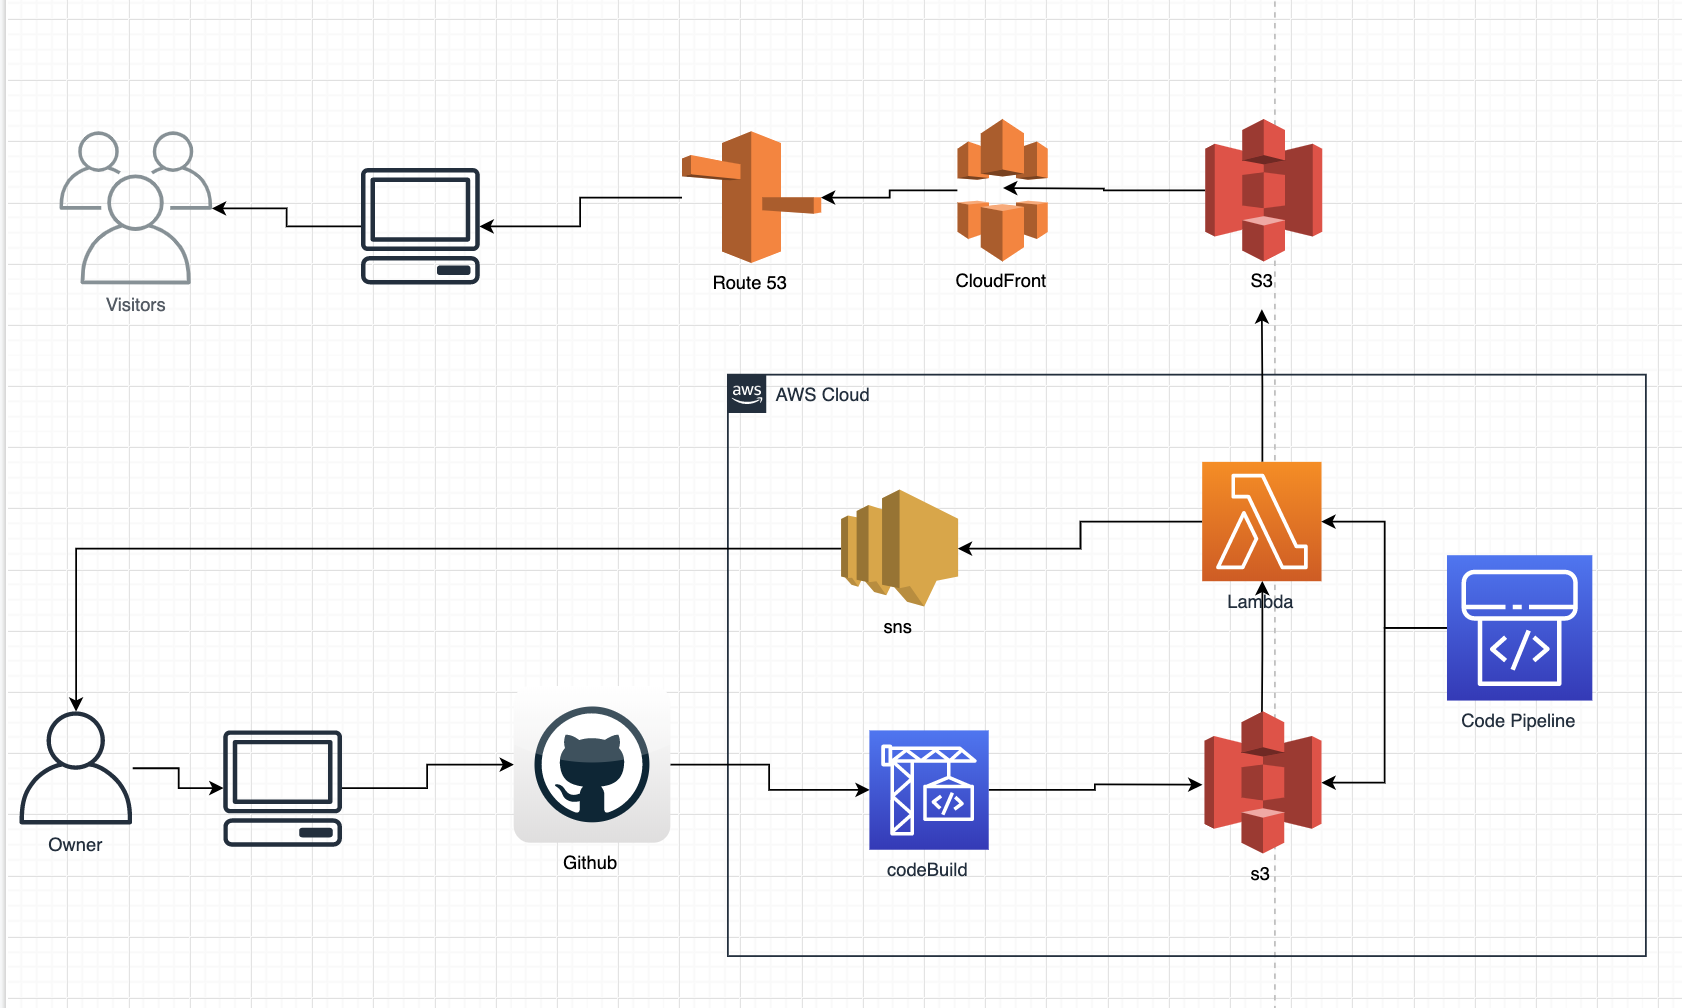 Visitors
Route 53
CloudFront
S3
aws
AWS Cloud
Lambda
sns
</>
Code Pipeline
Owner
Github
</>
codeBuild
s3